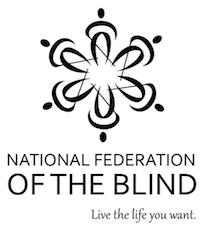 NATIONAL FEDERATION
OF THE BLIND
Live the life you want.